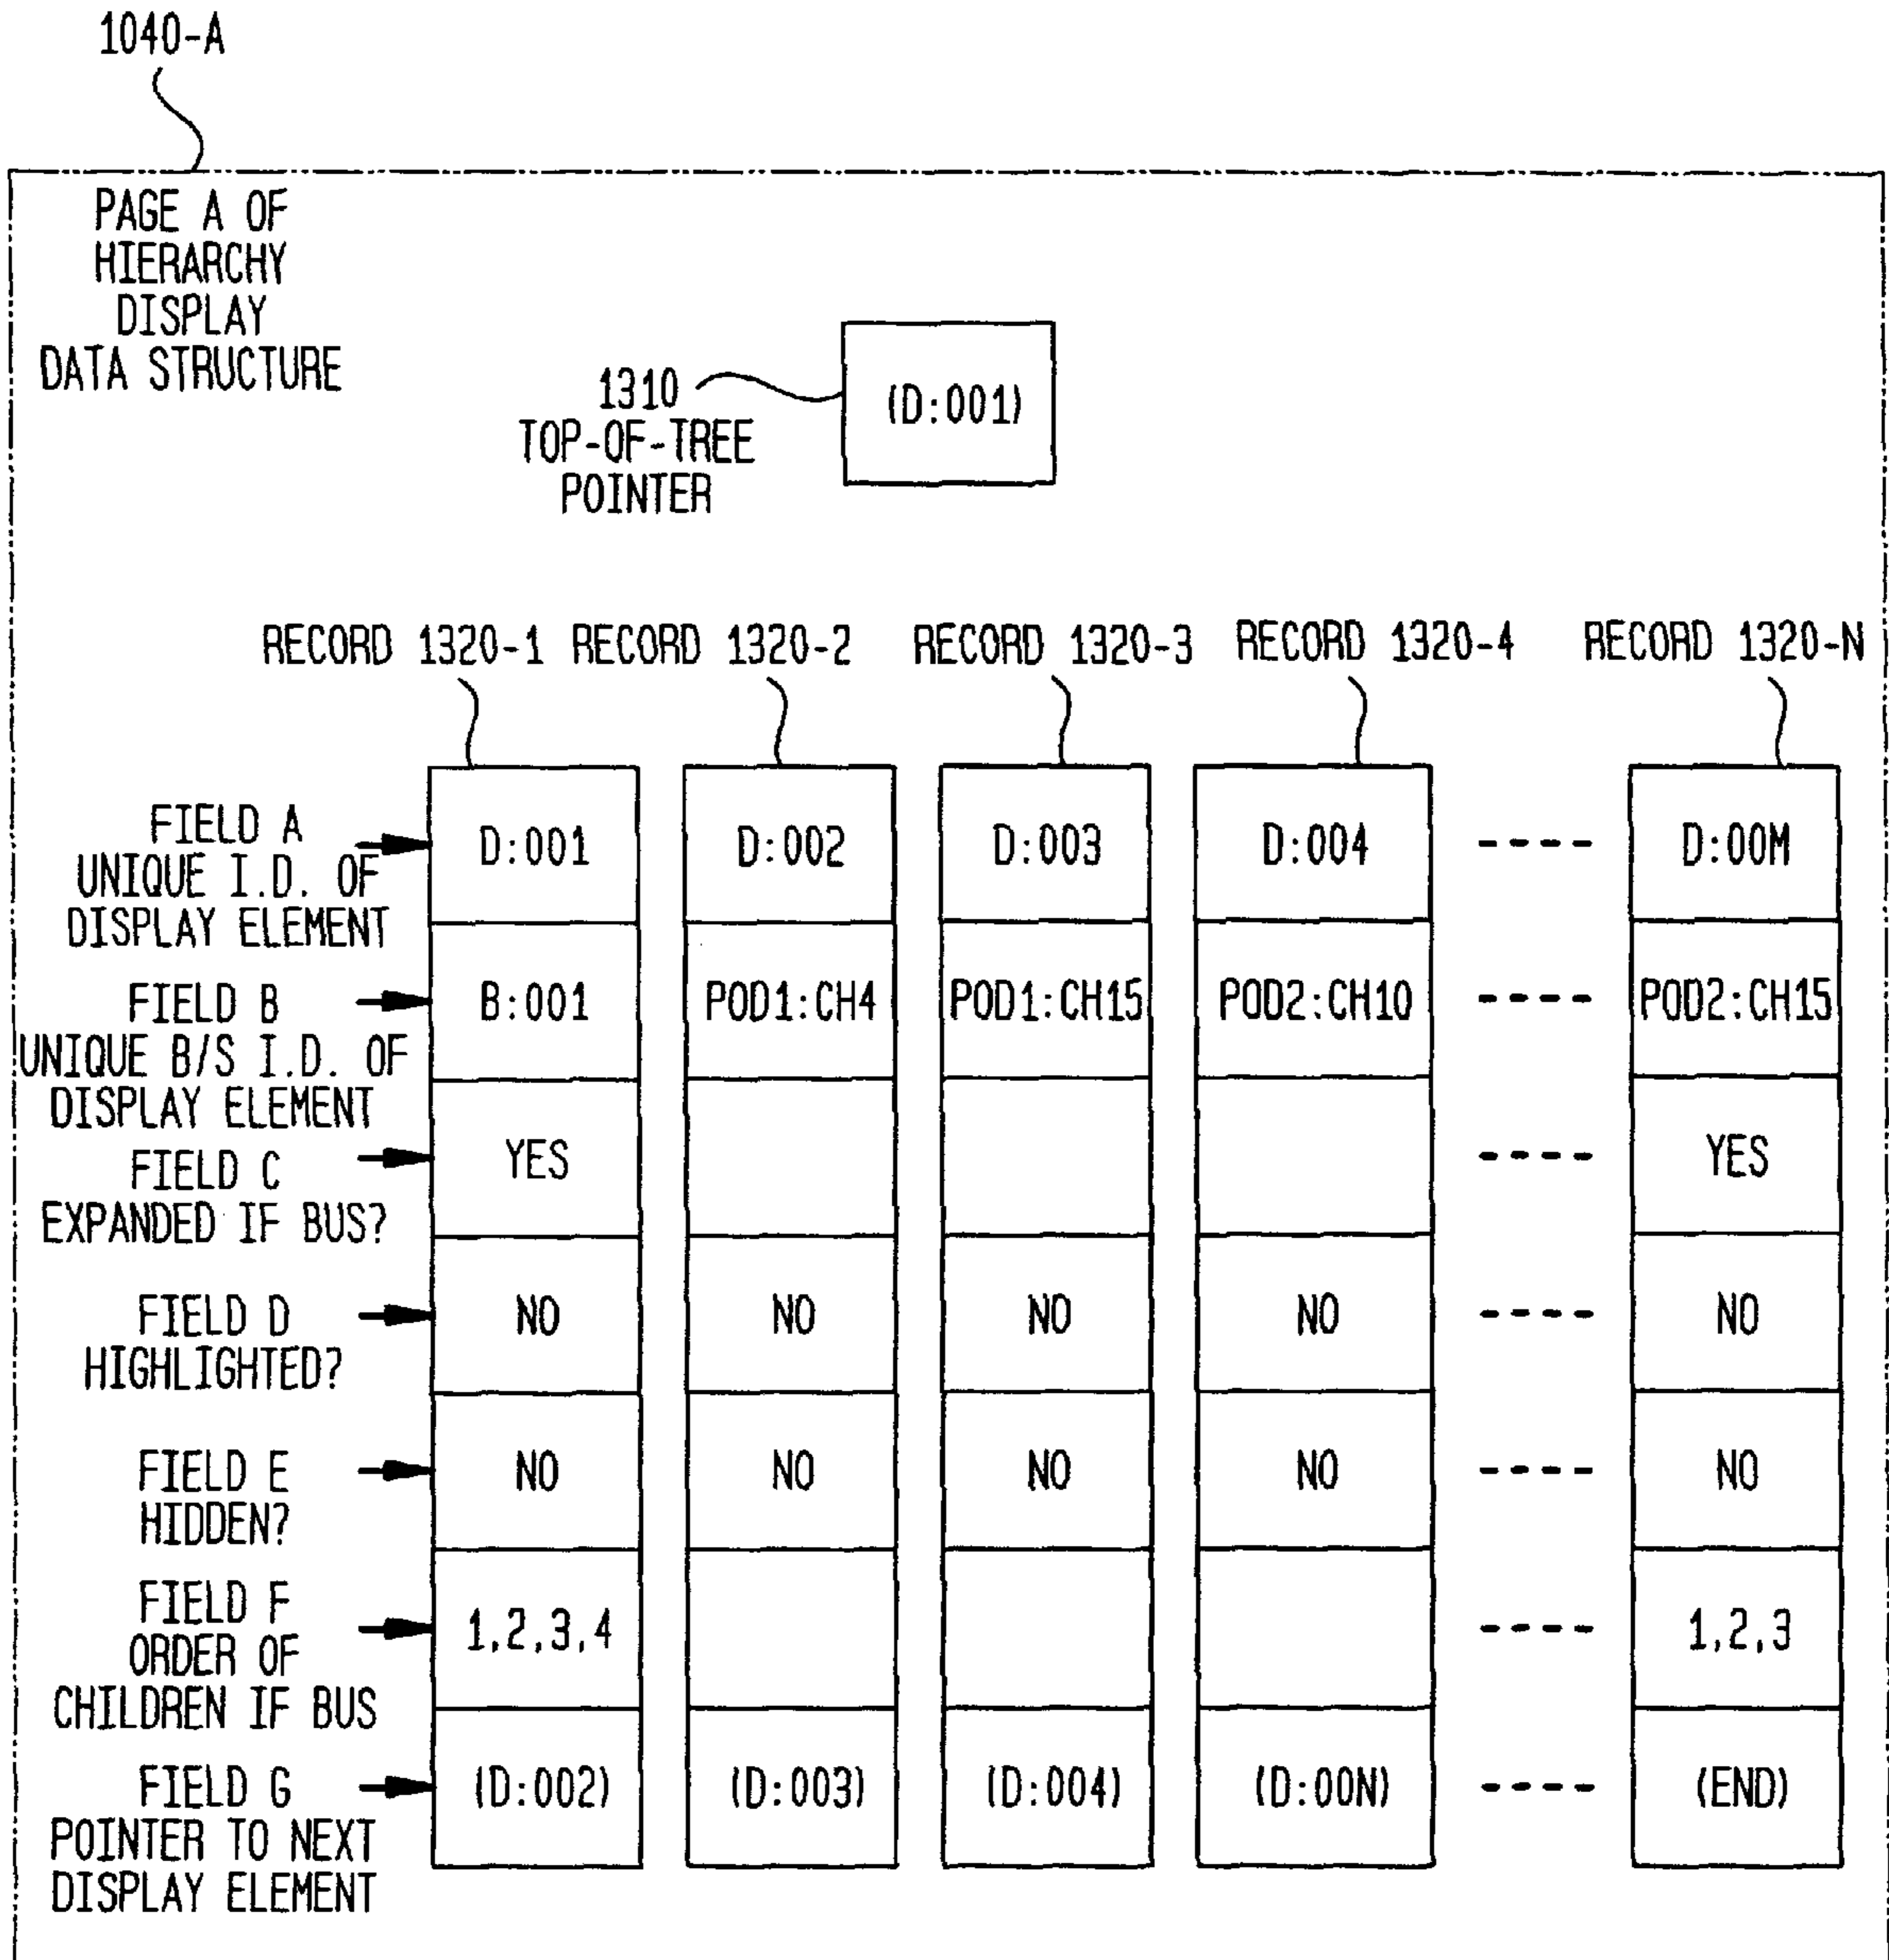 1040-A
PAGE A OF
HIERARCHY
DISPLAY
DATA STRUCTURE
1310
TOP-OF-TREE
POINTER
(D:001)
RECORD 1320-1 RECORD 1320-2 RECORD 1320-3 RECORD 1320-4 RECORD 1320-N
FIELD A
UNIQUE I.D. OF
DISPLAY ELEMENT
D:001 D:002 D:003 D:004 ---- D:00M
FIELD B
UNIQUE B/S I.D. OF
DISPLAY ELEMENT
B:001 POD1:CH4 POD1:CH15 POD2:CH10 ---- POD2:CH15
FIELD C
EXPANDED IF BUS?
YES ---- YES
FIELD D
HIGHLIGHTED?
NO NO NO NO ---- NO
FIELD E
HIDDEN?
NO NO NO NO ---- NO
FIELD F
ORDER OF
CHILDREN IF BUS
1,2,3,4 ---- 1,2,3
FIELD G
POINTER TO NEXT
DISPLAY ELEMENT
(D:002) (D:003) (D:004) (D:00N) ---- (END)